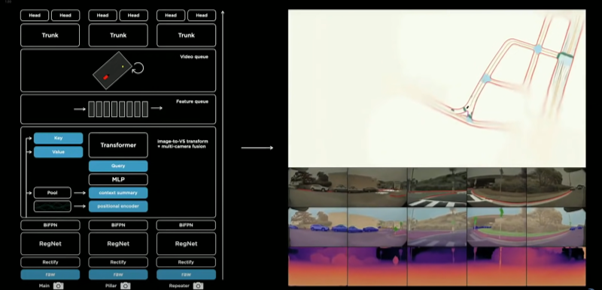 Head Head Head Head Head Head
Trunk Trunk Trunk
Video queue
Feature queue
Key
Value
Transformer
Image-to-VS transform
+ multi-camera fusion
Query
MLP
Pool
context summary
positional encoder
BiFPN BiFPN BiFPN
RegNet RegNet RegNet
Rectify Rectify Rectify
raw raw raw
Main Pillar Repeater